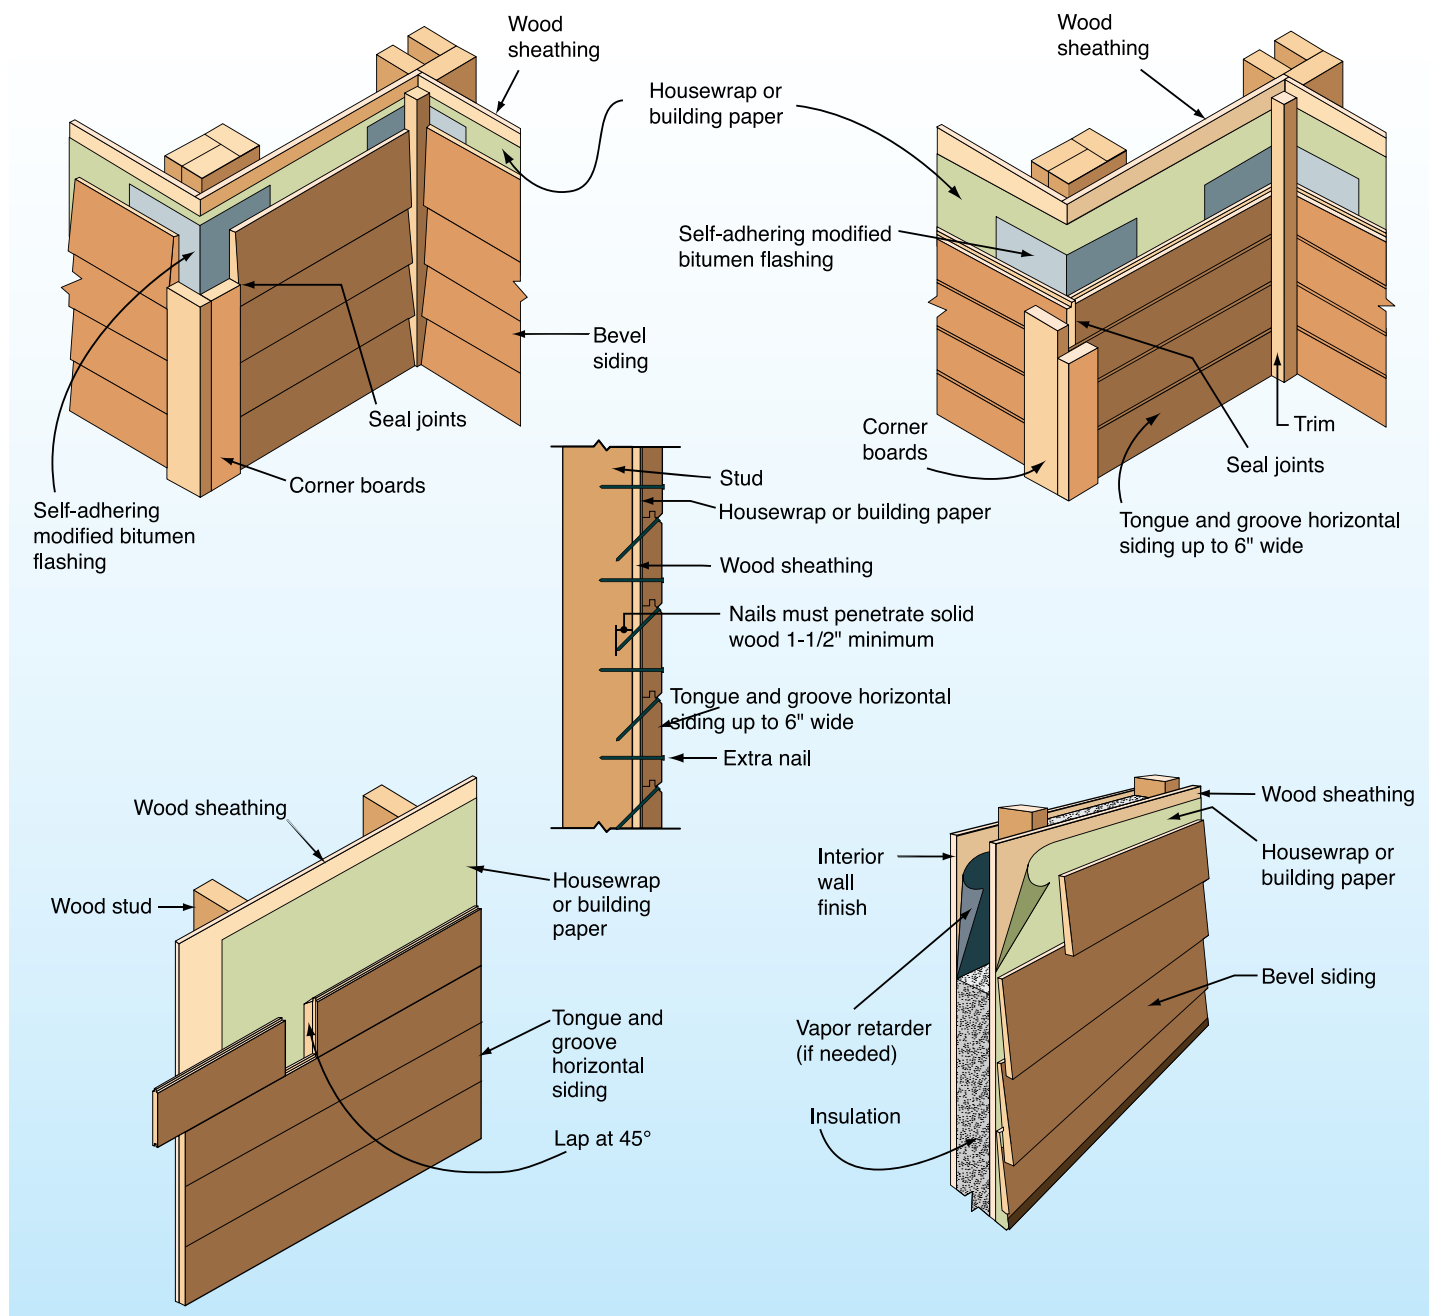 Wood
sheathing
Housewrap or
building paper
Wood
sheathing
Self-adhering modified
bitumen flashing
Bevel
siding
Seal joints
Corner boards
Self-adhering
modified bitumen
flashing
Trim
Corner
boards
Seal joints
Tongue and groove horizontal
siding up to 6" wide
Stud
Housewrap or building paper
Wood sheathing
Nails must penetrate solid
wood 1-1/2" minimum
Tongue and groove horizontal
siding up to 6" wide
Extra nail
Wood sheathing
Wood stud
Housewrap
or building
paper
Tongue and
groove
horizontal
siding
Lap at 45°
Wood sheathing
Interior
wall
finish
Housewrap or
building paper
Bevel siding
Vapor retarder
(if needed)
Insulation